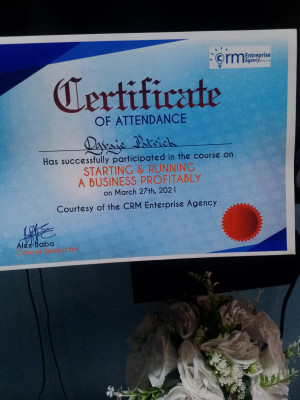 crm Enterprise
Agency
Certificate
OF ATTENDANCE
Patrick
Has successfully participated in the course on
STARTING & RUNNING
A BUSINESS PROFITABLY
on March 27th, 2021
Courtesy of the CRM Enterprise Agency
Alex Baba
Course Instructor